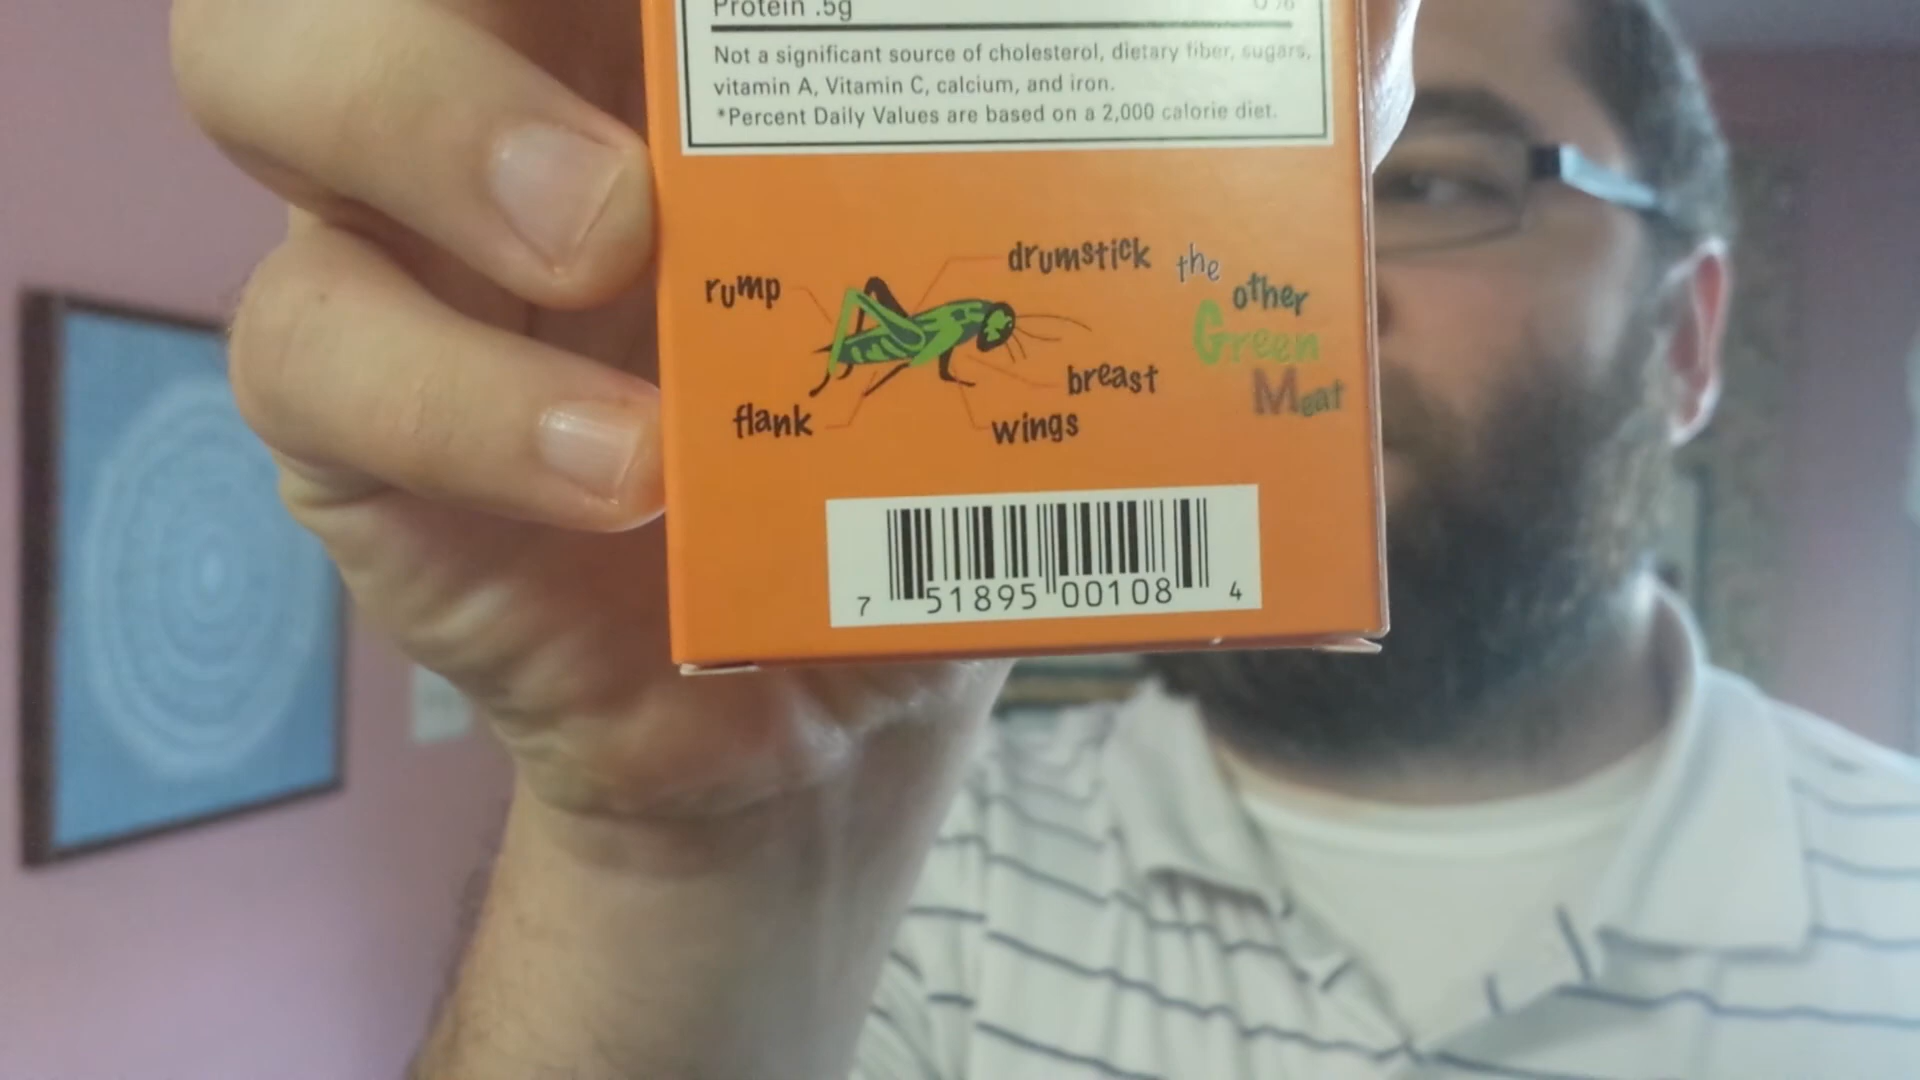 Protein .5g 0%
Not a significant source of cholesterol, dietary fiber, sugars,
vitamin A, Vitamin C, calcium, and iron.
*Percent Daily Values are based on a 2,000 calorie diet.
rump
drumstick
breast
flank
wings
the
other
Green
Meat
7 51895 00108 4